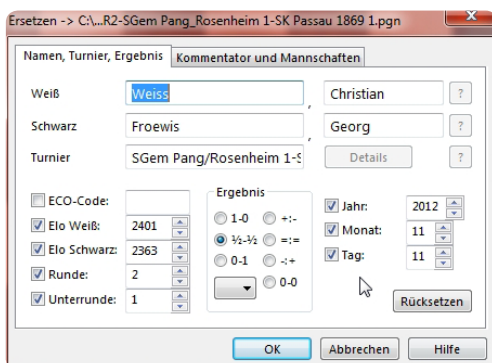 Ersetzen -> C:\...R2-SGem Pang_Rosenheim 1-SK Passau 1869 1.pgn
x
Namen, Turnier, Ergebnis Kommentator und Mannschaften
Weiß Weiss , Christian ?
Schwarz Froewis , Georg ?
Turnier SGem Pang/Rosenheim 1-S Details ?
ECO-Code:
Elo Weiß: 2401
Elo Schwarz: 2363
Runde: 2
Unterrunde: 1
Ergebnis
1-0 +:-
½-½ =:=
0-1 -:+
0-0
Jahr: 2012
Monat: 11
Tag: 11
Rücksetzen
OK Abbrechen Hilfe